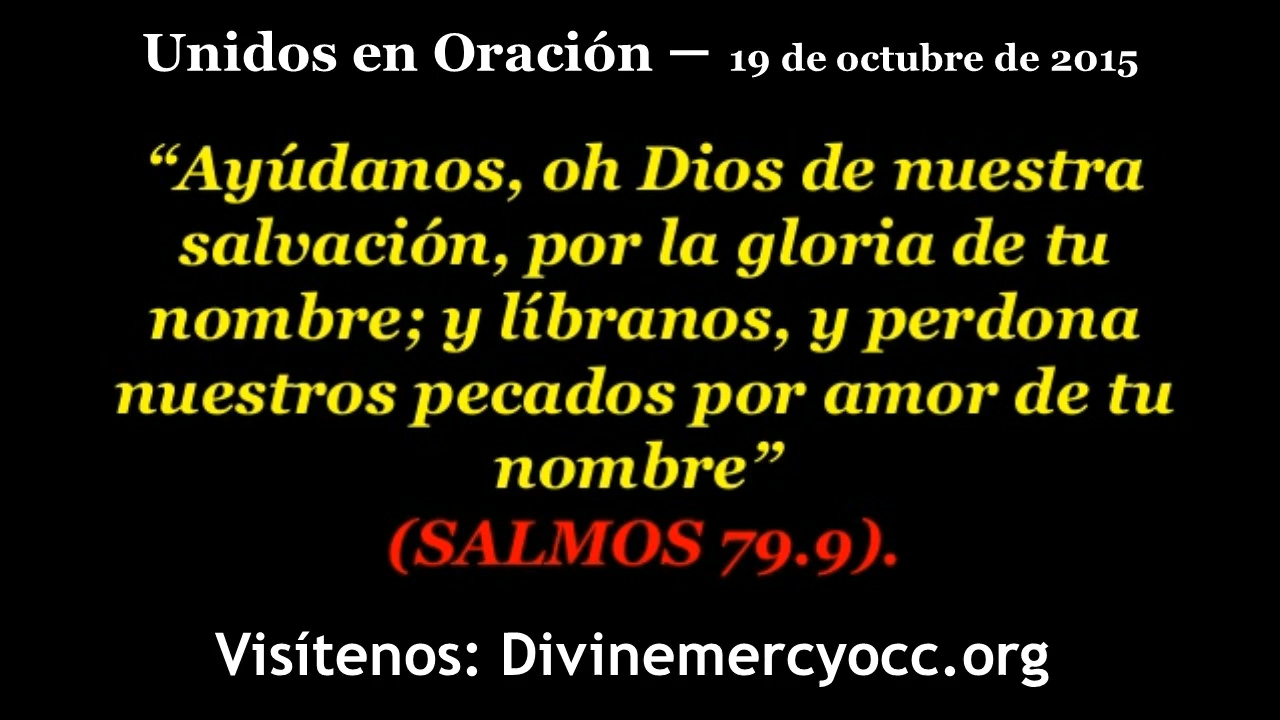 Unidos en Oración — 19 de octubre de 2015
“Ayúdanos, oh Dios de nuestra
salvación, por la gloria de tu
nombre; y líbranos, y perdona
nuestros pecados por amor de tu
nombre”
(SALMOS 79.9).
Visítenos: Divinemercyocc.org